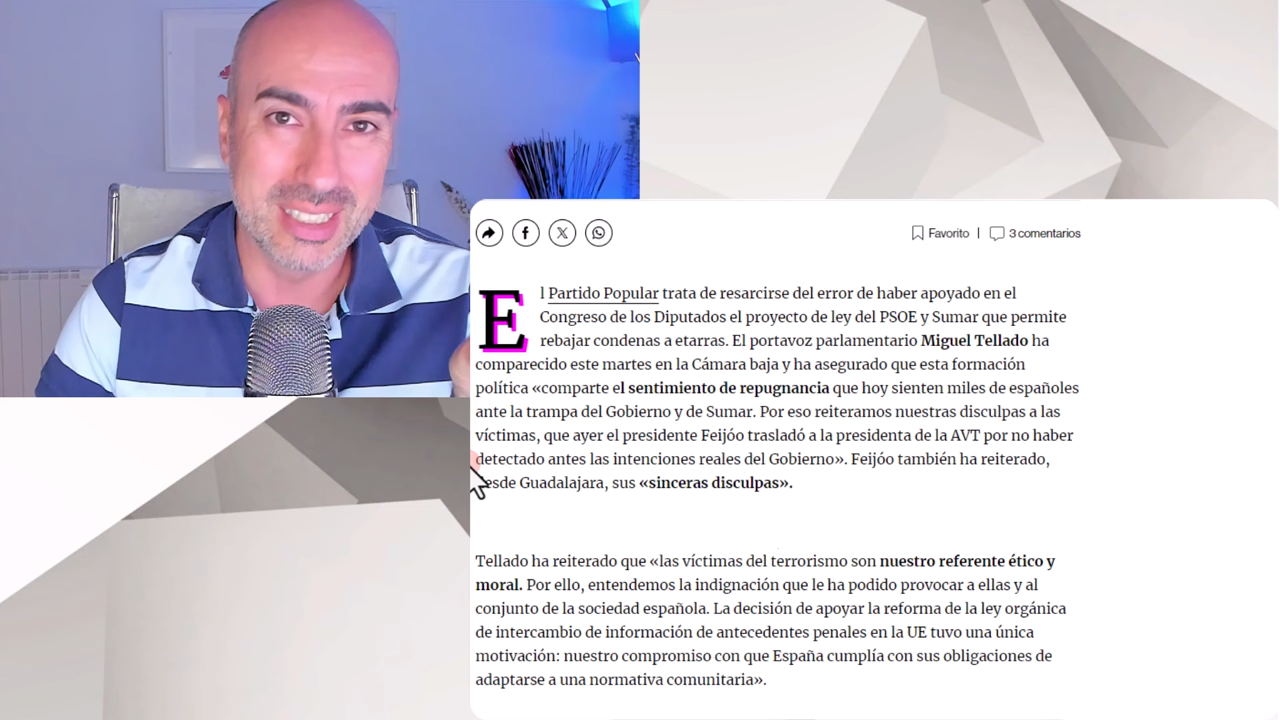 Favorito | 3 comentarios
El Partido Popular trata de resarcirse del error de haber apoyado en el
Congreso de los Diputados el proyecto de ley del PSOE y Sumar que permite
rebajar condenas a etarras. El portavoz parlamentario Miguel Tellado ha
comparecido este martes en la Cámara baja y ha asegurado que esta formación
política «comparte el sentimiento de repugnancia que hoy sienten miles de españoles
ante la trampa del Gobierno y de Sumar. Por eso reiteramos nuestras disculpas a las
víctimas, que ayer el presidente Feijóo trasladó a la presidenta de la AVT por no haber
detectado antes las intenciones reales del Gobierno». Feijóo también ha reiterado,
desde Guadalajara, sus «sinceras disculpas».
Tellado ha reiterado que «las víctimas del terrorismo son nuestro referente ético y
moral. Por ello, entendemos la indignación que le ha podido provocar a ellas y al
conjunto de la sociedad española. La decisión de apoyar la reforma de la ley orgánica
de intercambio de información de antecedentes penales en la UE tuvo una única
motivación: nuestro compromiso con que España cumplía con sus obligaciones de
adaptarse a una normativa comunitaria».